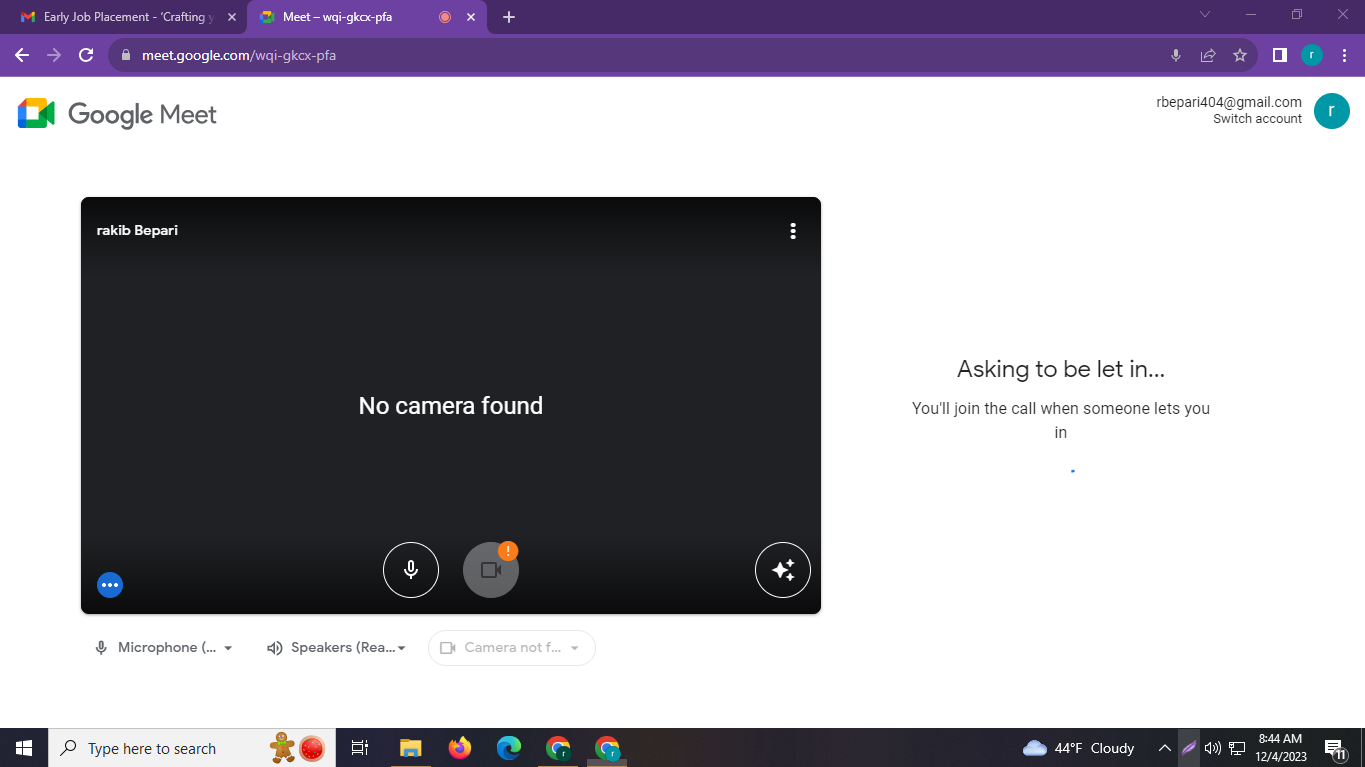 Early Job Placement - 'Crafting y
Meet – wqi-gkcx-pfa
meet.google.com/wqi-gkcx-pfa
r
Google Meet
rbepari404@gmail.com
Switch account
r
rakib Bepari
No camera found
!
Asking to be let in...
You'll join the call when someone lets you
in
Microphone (...
Speakers (Rea...
Camera not f...
Type here to search
r
r
44°F Cloudy
8:44 AM
12/4/2023
11